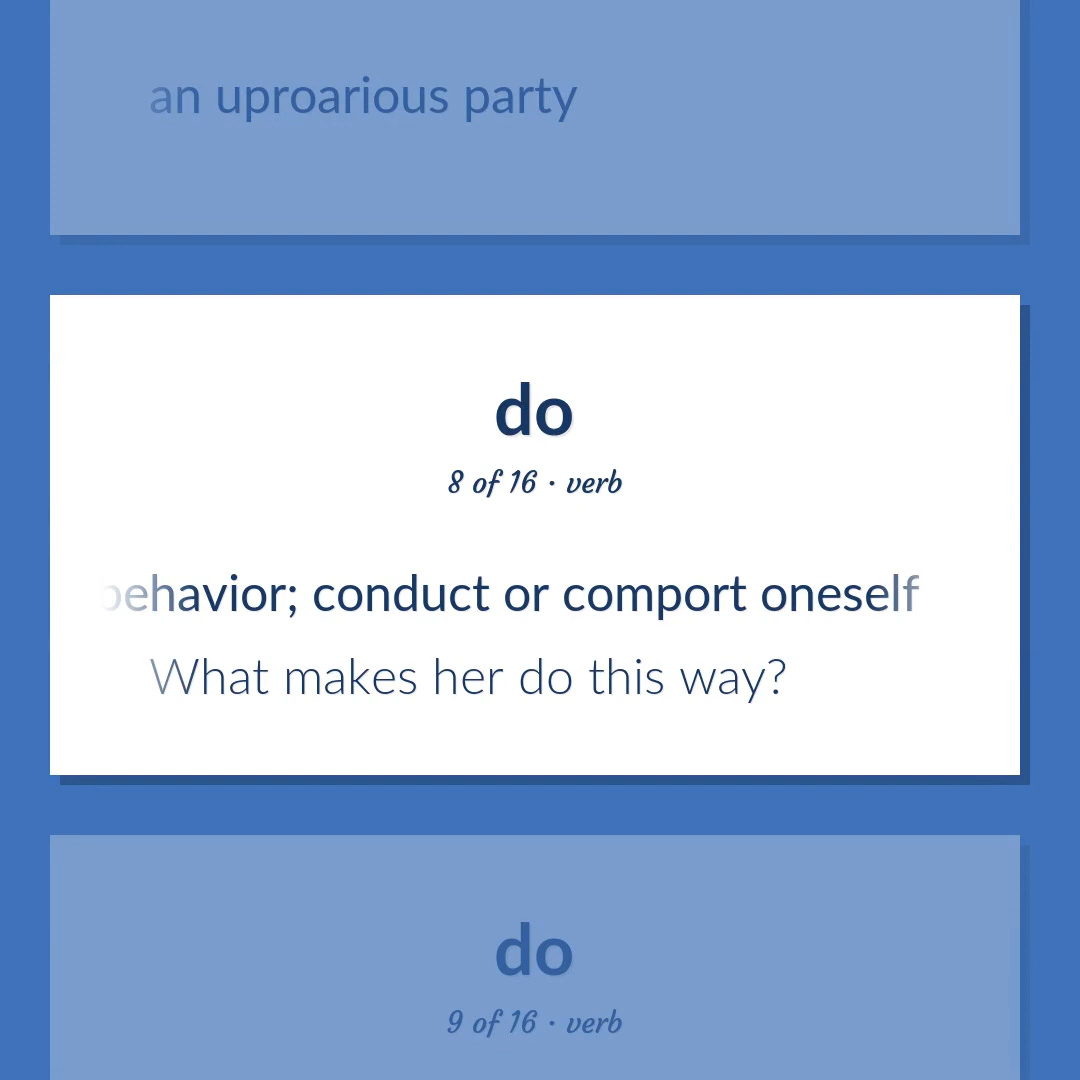 an uproarious party
do
8 of 16 · verb
behavior; conduct or comport oneself
What makes her do this way?
do
9 of 16 · verb